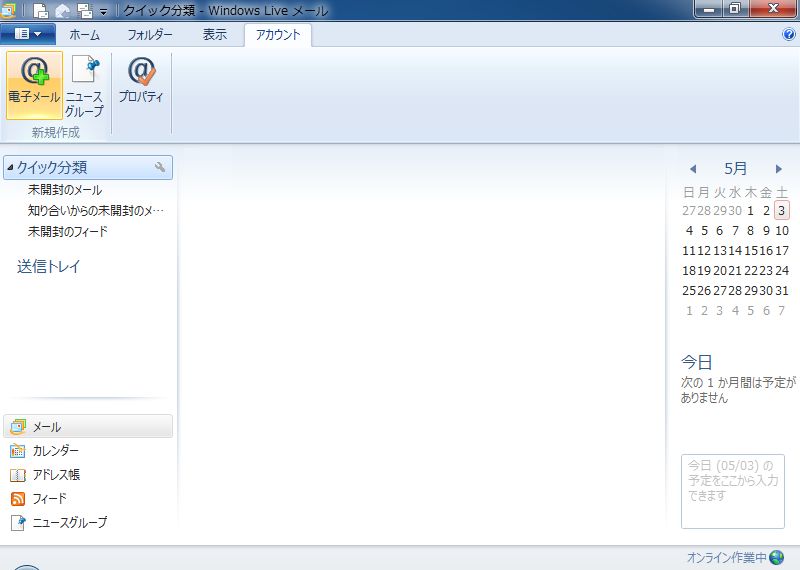 クイック分類 - Windows Live メール
ホーム フォルダー 表示 アカウント
電子メール
ニュース
グループ
プロパティ
新規作成
クイック分類
未開封のメール
知り合いからの未開封のメ…
未開封のフィード
送信トレイ
メール
カレンダー
アドレス帳
フィード
ニュースグループ
5月
日 月 火 水 木 金 土
27 28 29 30 1 2 3
4 5 6 7 8 9 10
11 12 13 14 15 16 17
18 19 20 21 22 23 24
25 26 27 28 29 30 31
1 2 3 4 5 6 7
今日
次の 1 か月間は予定が
ありません
今日 (05/03) の
予定をここから入力
できます
オンライン作業中